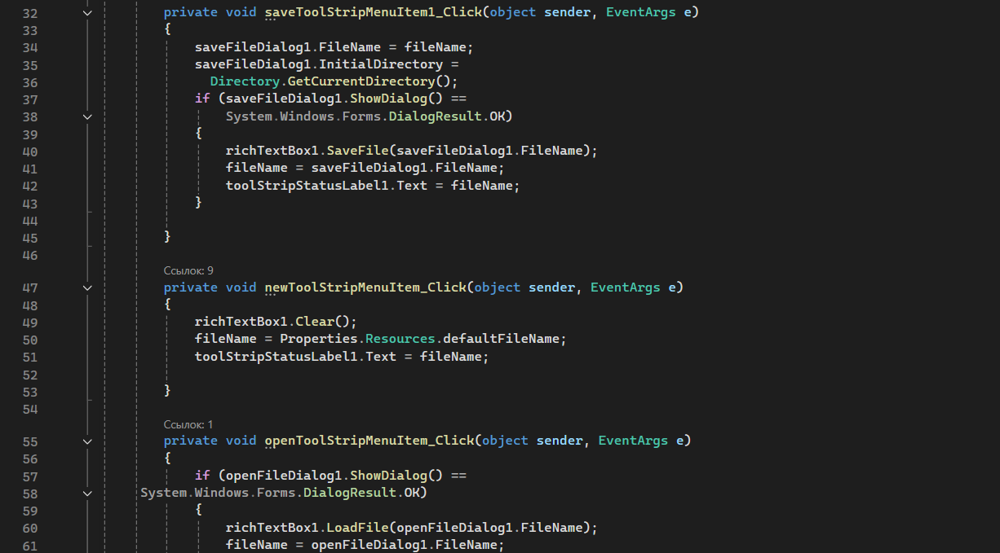 32 private void saveToolStripMenuItem1_Click(object sender, EventArgs e)
33 {
34 saveFileDialog1.FileName = fileName;
35 saveFileDialog1.InitialDirectory =
36 Directory.GetCurrentDirectory();
37 if (saveFileDialog1.ShowDialog() ==
38 System.Windows.Forms.DialogResult.OK)
39 {
40 richTextBox1.SaveFile(saveFileDialog1.FileName);
41 fileName = saveFileDialog1.FileName;
42 toolStripStatusLabel1.Text = fileName;
43 }
44
45 }
46
Ссылок: 9
47 private void newToolStripMenuItem_Click(object sender, EventArgs e)
48 {
49 richTextBox1.Clear();
50 fileName = Properties.Resources.defaultFileName;
51 toolStripStatusLabel1.Text = fileName;
52
53 }
54
Ссылок: 1
55 private void openToolStripMenuItem_Click(object sender, EventArgs e)
56 {
57 if (openFileDialog1.ShowDialog() ==
58 System.Windows.Forms.DialogResult.OK)
59 {
60 richTextBox1.LoadFile(openFileDialog1.FileName);
61 fileName = openFileDialog1.FileName;